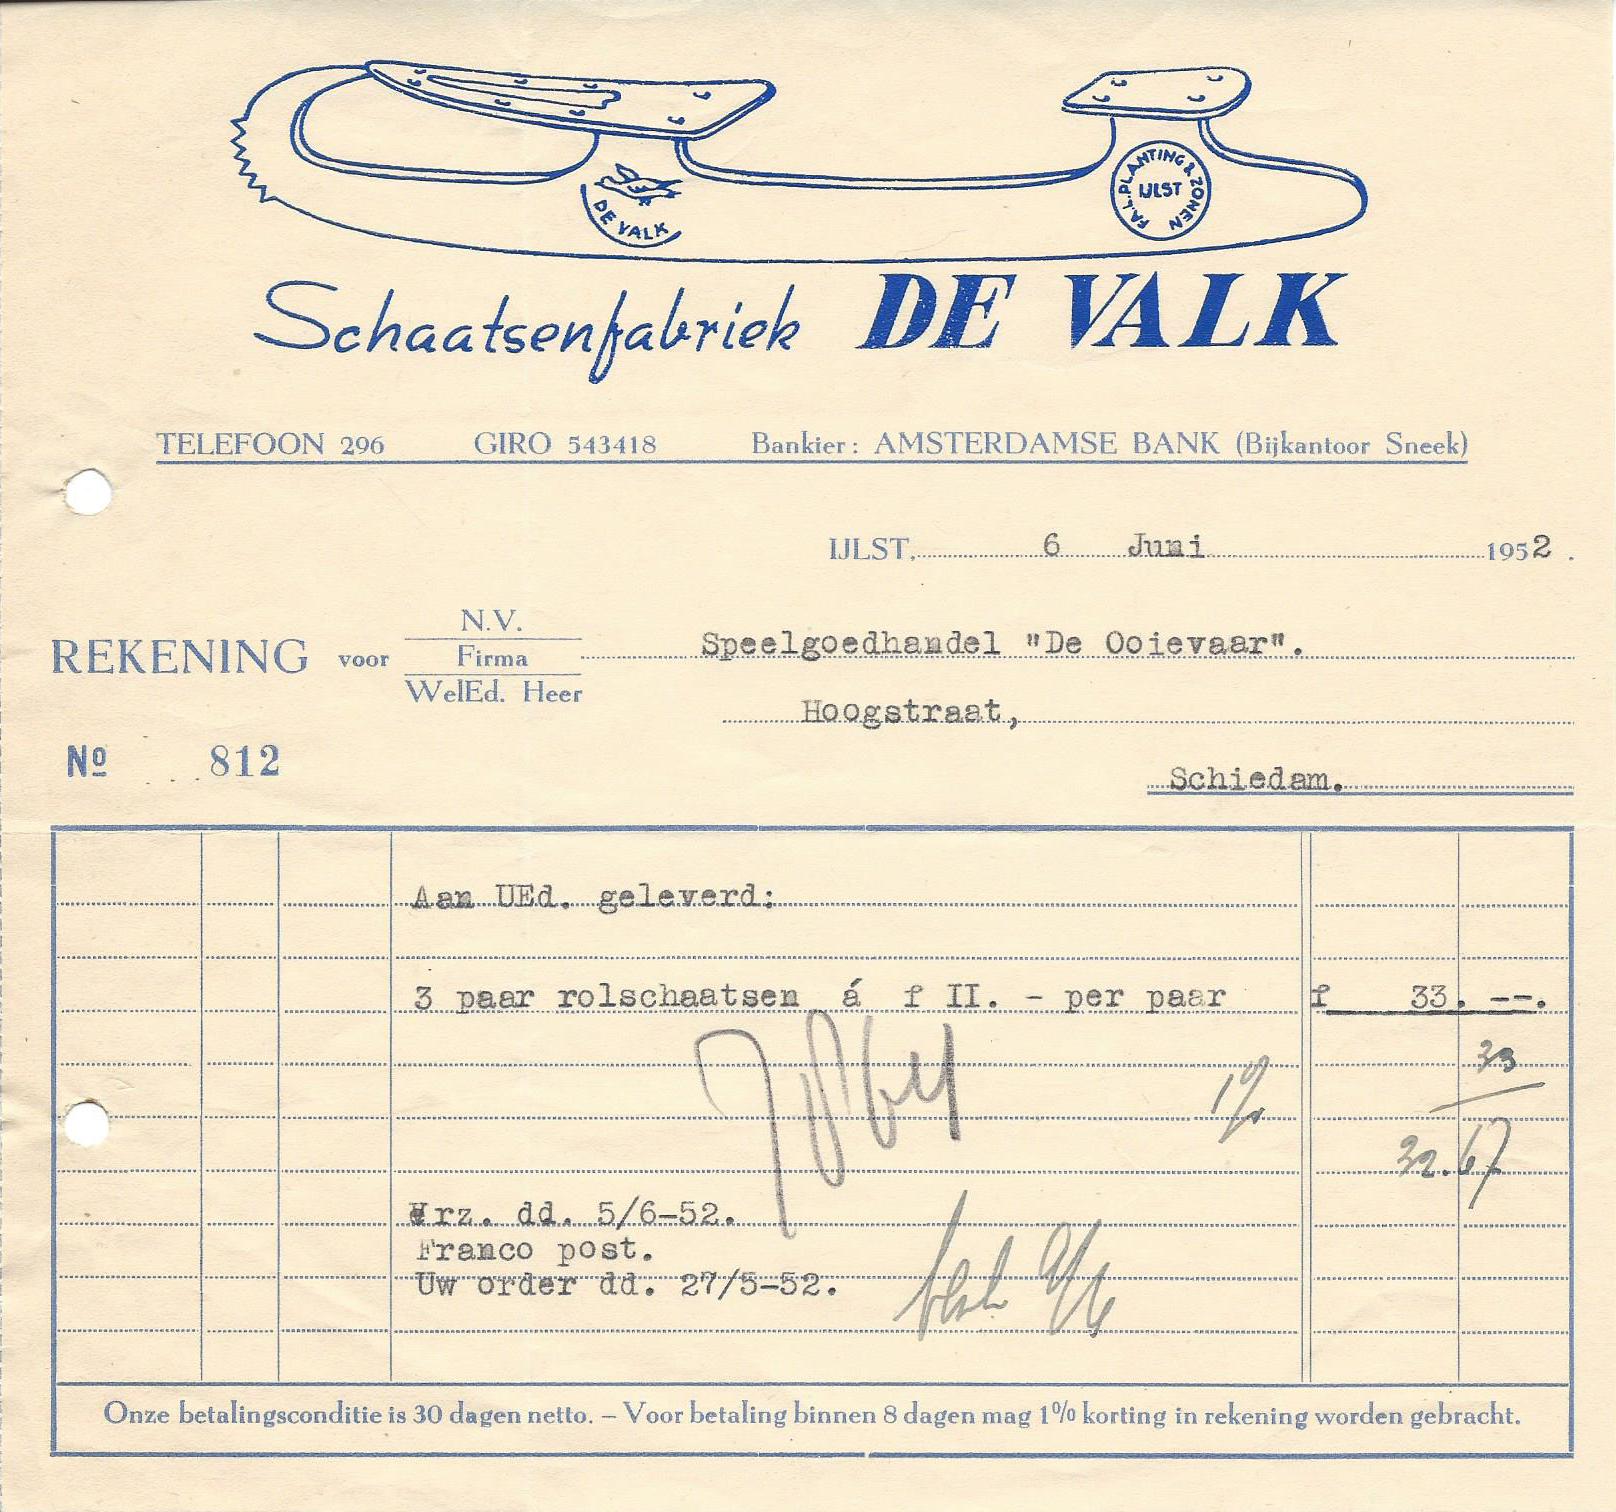 DE VALK
FA. L. PLANTING & ZONEN
IJLST
Schaatsenfabriek DE VALK
TELEFOON 296 GIRO 543418 Bankier: AMSTERDAMSE BANK (Bijkantoor Sneek)
IJLST, 6 Juni 1952.
N.V.
REKENING voor Firma Speelgoedhandel "De Ooievaar".
WelEd. Heer
Hoogstraat,
No 812
Schiedam.
Aan UEd. geleverd:
3 paar rolschaatsen á f II. - per paar f 33. --.
33
1%
32.67
Vrz. dd. 5/6-52.
Franco post.
Uw order dd. 27/5-52.
9/6
Onze betalingsconditie is 30 dagen netto. – Voor betaling binnen 8 dagen mag 1% korting in rekening worden gebracht.